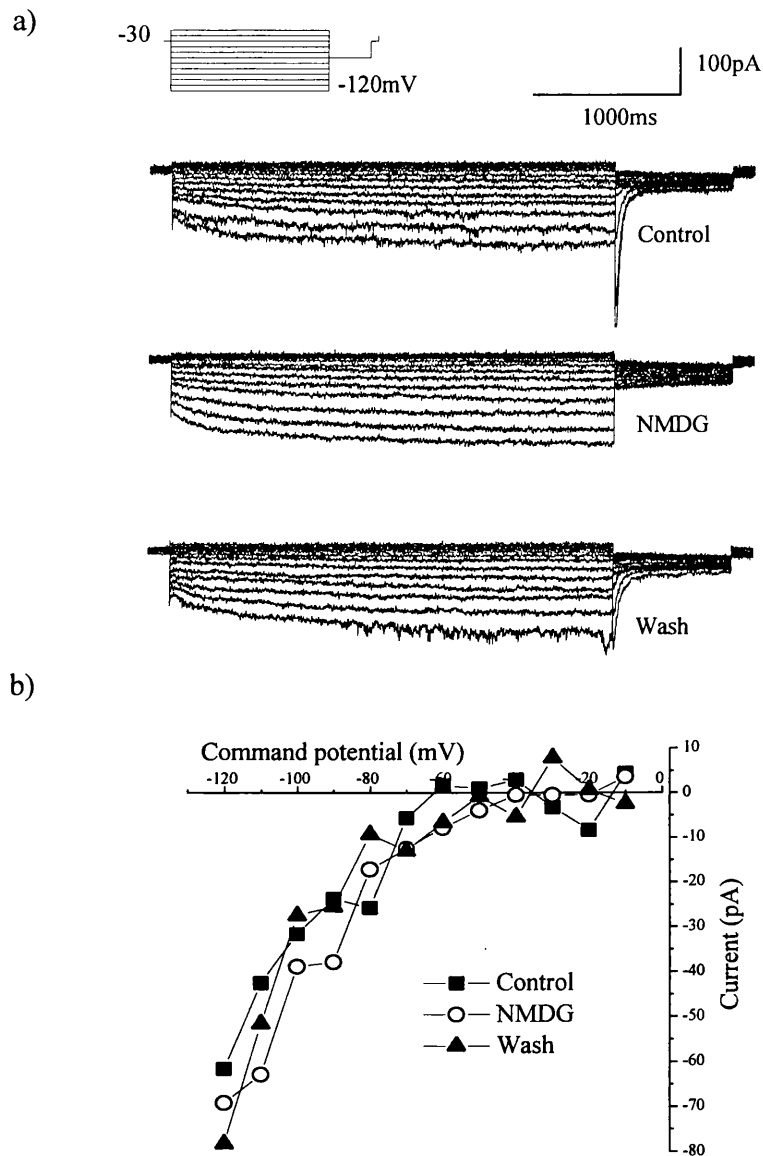 a)
-30
-120mV
100pA
1000ms
Control
NMDG
Wash
b)
Command potential (mV)
-120 -100 -80 -60 -40 -20 0
10
0
-10
-20
-30
-40
-50
-60
-70
-80
Current (pA)
Control
NMDG
Wash